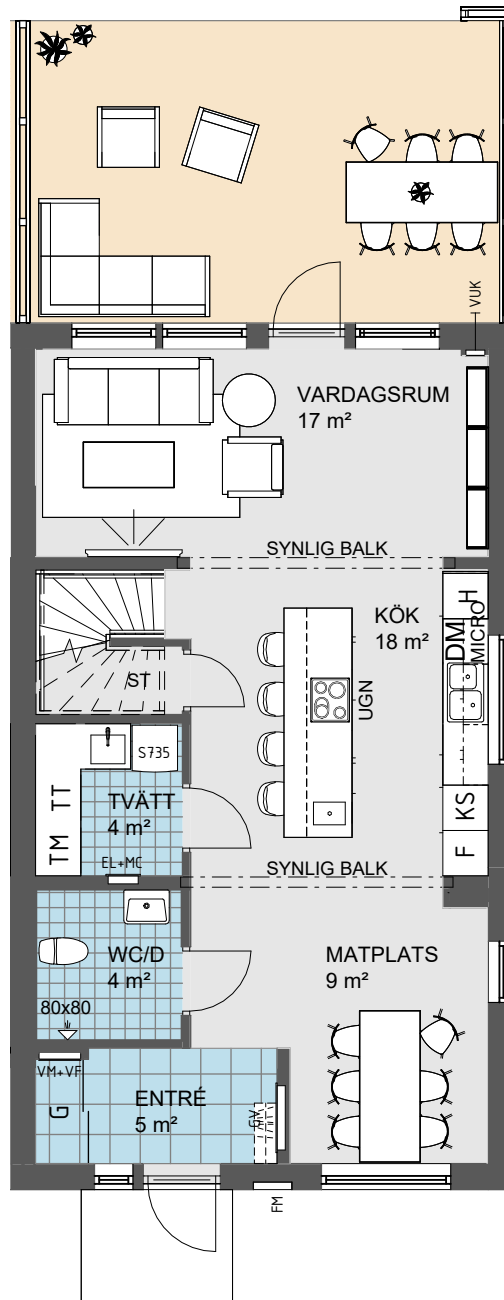 VUK
VARDAGSRUM
17 m²
SYNLIG BALK
KÖK
18 m²
H
DM
MICRO
UGN
ST
S735
TM TT
TVÄTT
4 m²
KS
F
EL+MC
SYNLIG BALK
WC/D
4 m²
MATPLATS
9 m²
80x80
VM+VF
G
ENTRÉ
5 m²
GV
FM